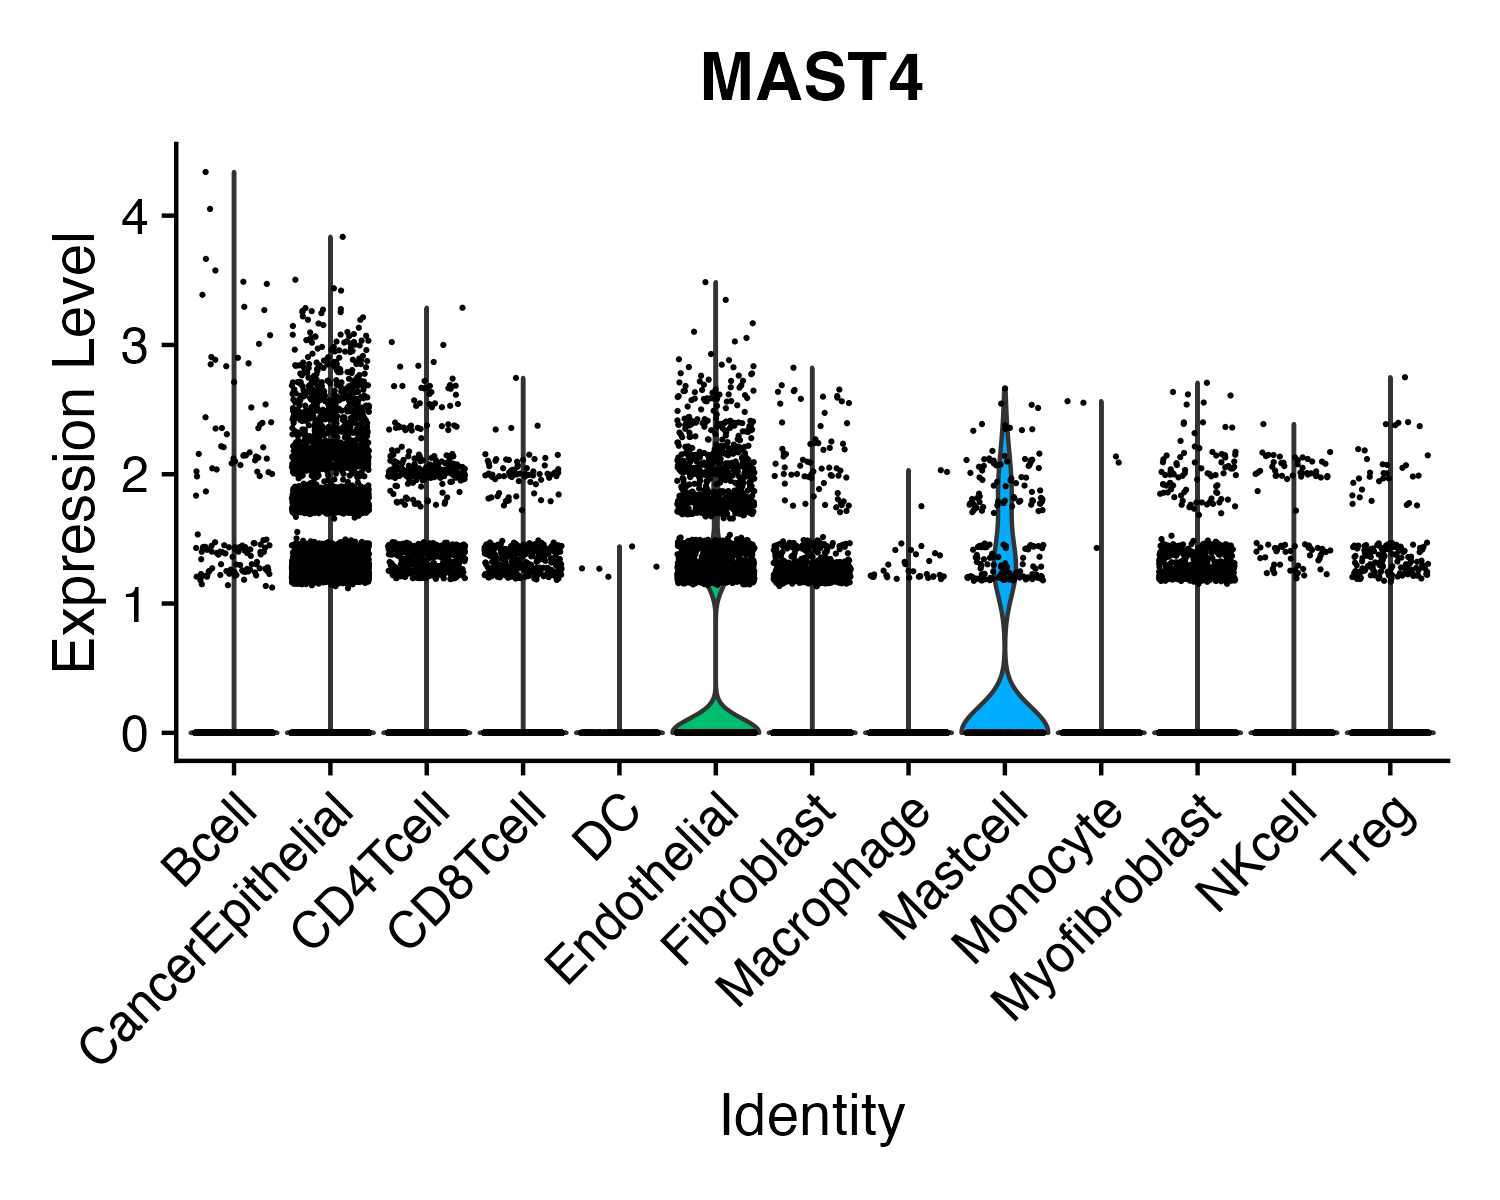 MAST4
Expression Level
4
3
2
1
0
Bcell
CancerEpithelial
CD4Tcell
CD8Tcell
DC
Endothelial
Fibroblast
Macrophage
Mastcell
Monocyte
Myofibroblast
NKcell
Treg
Identity